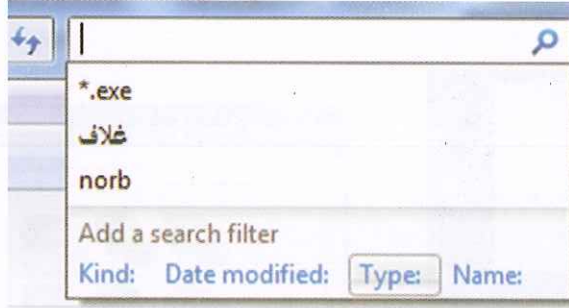 *.exe
غلاف
norb
Add a search filter
Kind: Date modified: Type: Name: